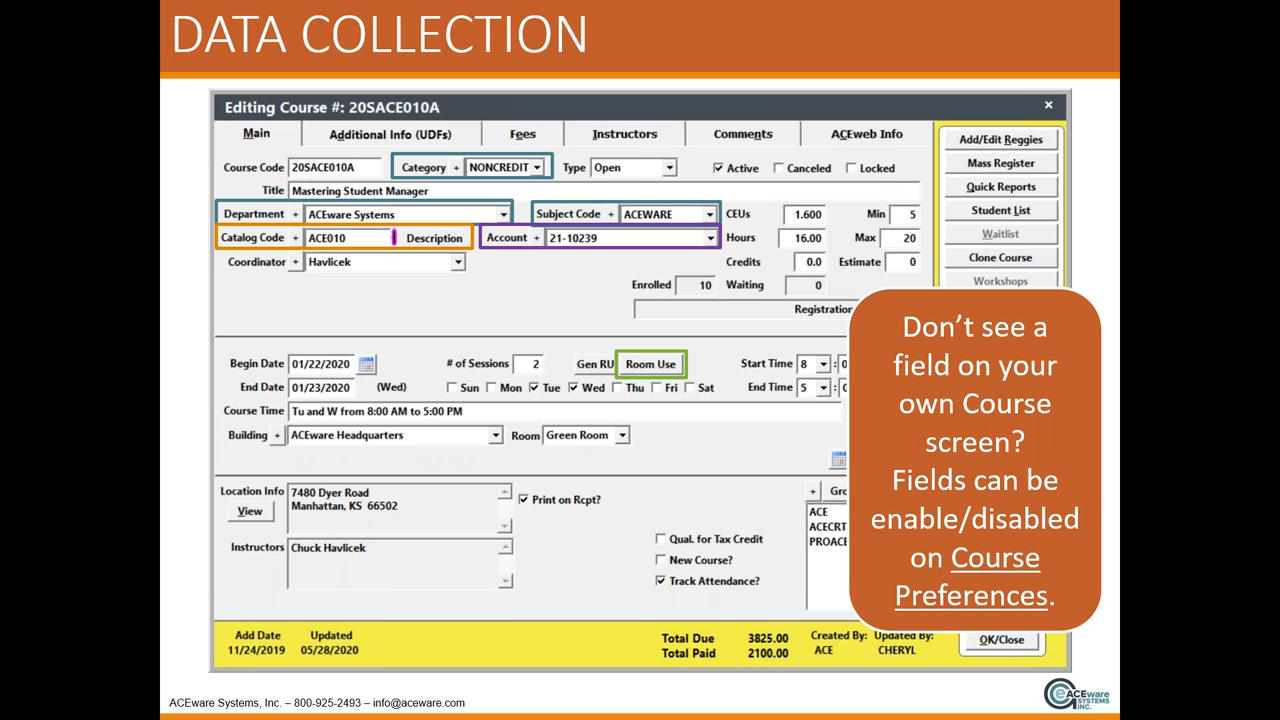 DATA COLLECTION
Editing Course #: 20SACE010A ×
Main Additional Info (UDFs) Fees Instructors Comments ACEweb Info
Add/Edit Reggies
Course Code 20SACE010A Category + NONCREDIT Type Open Active Canceled Locked
Mass Register
Title Mastering Student Manager
Quick Reports
Department + ACEware Systems Subject Code + ACEWARE CEUs 1.600 Min 5
Student List
Catalog Code + ACE010 Description Account + 21-10239 Hours 16.00 Max 20
Waitlist
Coordinator + Havlicek Credits 0.0 Estimate 0
Clone Course
Enrolled 10 Waiting 0
Workshops
Registration
Begin Date 01/22/2020 # of Sessions 2 Gen RU Room Use Start Time 8 : 0
End Date 01/23/2020 (Wed) Sun Mon Tue Wed Thu Fri Sat End Time 5 : 0
Course Time Tu and W from 8:00 AM to 5:00 PM
Building + ACEware Headquarters Room Green Room
Location Info 7480 Dyer Road
Manhattan, KS 66502
View
Print on Rcpt?
+ Gro
ACE
ACECRT
PROACE
Instructors Chuck Havlicek
Qual. for Tax Credit
New Course?
Track Attendance?
Don’t see a
field on your
own Course
screen?
Fields can be
enable/disabled
on Course
Preferences.
Add Date Updated Total Due 3825.00 Created By: Updated By:
11/24/2019 05/28/2020 Total Paid 2100.00 ACE CHERYL
OK/Close
ACEware Systems, Inc. – 800-925-2493 – info@aceware.com
ACEware
SYSTEMS
INC.